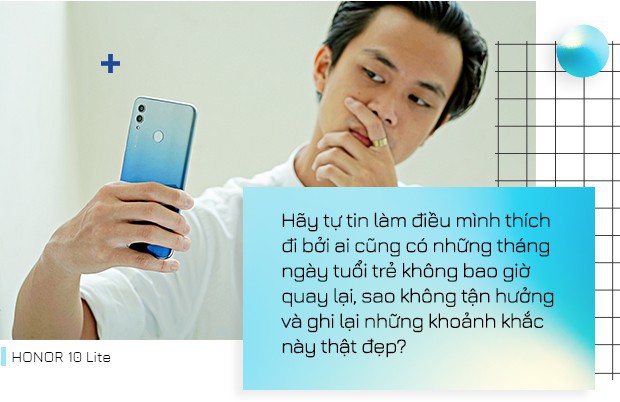 Hãy tự tin làm điều mình thích
đi bởi ai cũng có những tháng
ngày tuổi trẻ không bao giờ
quay lại, sao không tận hưởng
và ghi lại những khoảnh khắc
này thật đẹp?
HONOR 10 Lite